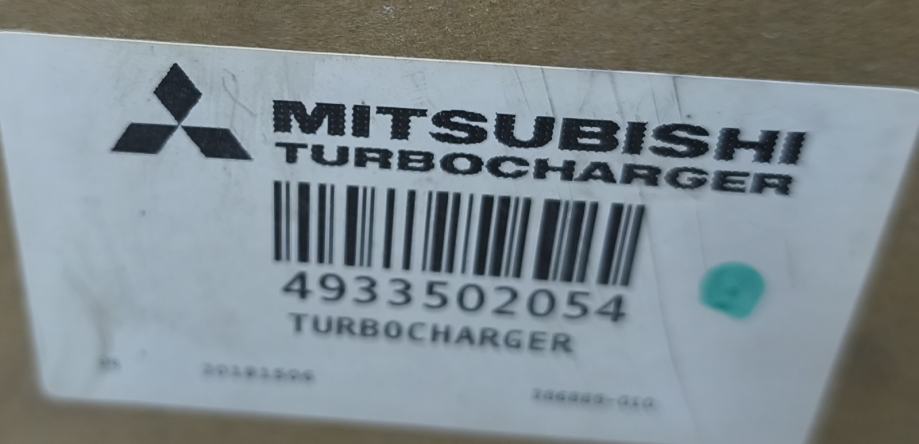 MITSUBISHI
TURBOCHARGER
4933502054
TURBOCHARGER